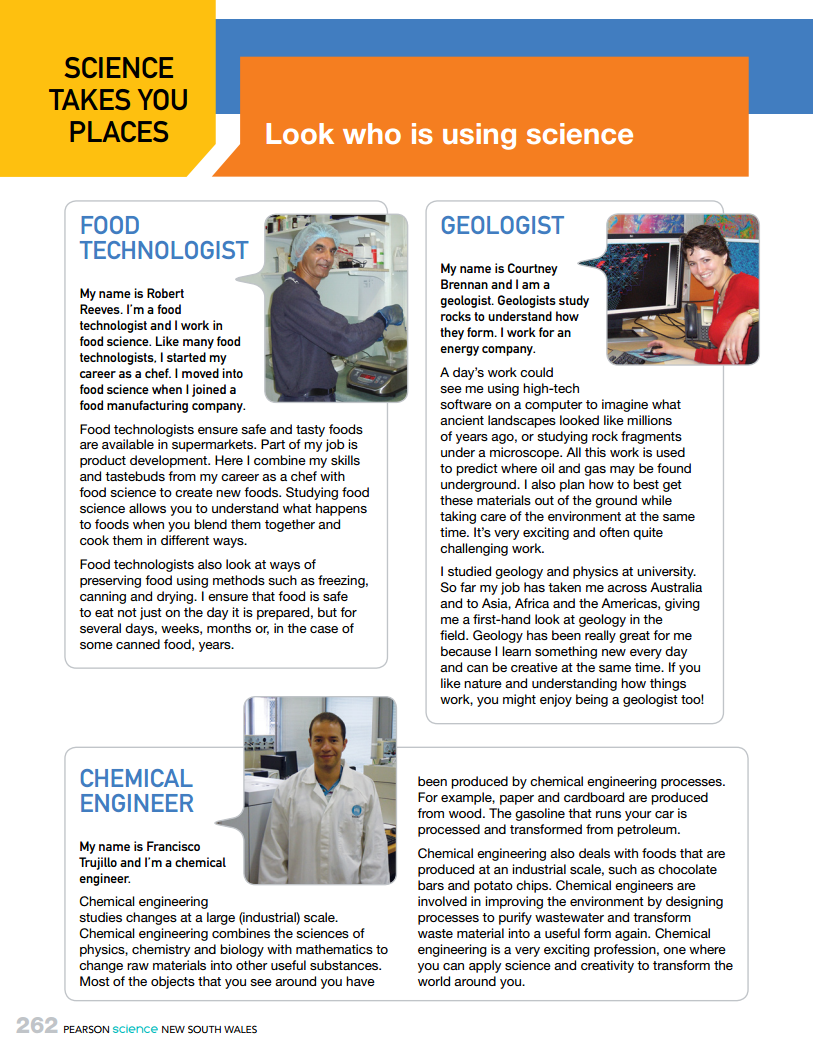 SCIENCE
TAKES YOU
PLACES
Look who is using science
FOOD
TECHNOLOGIST
My name is Robert
Reeves. I'm a food
technologist and I work in
food science. Like many food
technologists, I started my
career as a chef. I moved into
food science when I joined a
food manufacturing company.
Food technologists ensure safe and tasty foods
are available in supermarkets. Part of my job is
product development. Here I combine my skills
and tastebuds from my career as a chef with
food science to create new foods. Studying food
science allows you to understand what happens
to foods when you blend them together and
cook them in different ways.
Food technologists also look at ways of
preserving food using methods such as freezing,
canning and drying. I ensure that food is safe
to eat not just on the day it is prepared, but for
several days, weeks, months or, in the case of
some canned food, years.
GEOLOGIST
My name is Courtney
Brennan and I am a
geologist. Geologists study
rocks to understand how
they form. I work for an
energy company.
A day's work could
see me using high-tech
software on a computer to imagine what
ancient landscapes looked like millions
of years ago, or studying rock fragments
under a microscope. All this work is used
to predict where oil and gas may be found
underground. I also plan how to best get
these materials out of the ground while
taking care of the environment at the same
time. It's very exciting and often quite
challenging work.
I studied geology and physics at university.
So far my job has taken me across Australia
and to Asia, Africa and the Americas, giving
me a first-hand look at geology in the
field. Geology has been really great for me
because I learn something new every day
and can be creative at the same time. If you
like nature and understanding how things
work, you might enjoy being a geologist too!
CHEMICAL
ENGINEER
My name is Francisco
Trujillo and I'm a chemical
engineer.
Chemical engineering
studies changes at a large (industrial) scale.
Chemical engineering combines the sciences of
physics, chemistry and biology with mathematics to
change raw materials into other useful substances.
Most of the objects that you see around you have
been produced by chemical engineering processes.
For example, paper and cardboard are produced
from wood. The gasoline that runs your car is
processed and transformed from petroleum.
Chemical engineering also deals with foods that are
produced at an industrial scale, such as chocolate
bars and potato chips. Chemical engineers are
involved in improving the environment by designing
processes to purify wastewater and transform
waste material into a useful form again. Chemical
engineering is a very exciting profession, one where
you can apply science and creativity to transform the
world around you.
262 PEARSON science NEW SOUTH WALES